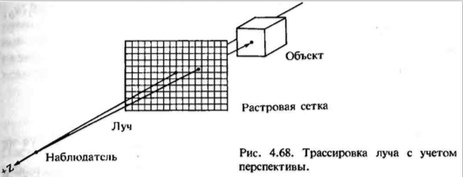 Объект
Растровая сетка
Луч
Наблюдатель
+Z
Рис. 4.68. Трассировка луча с учетом
перспективы.